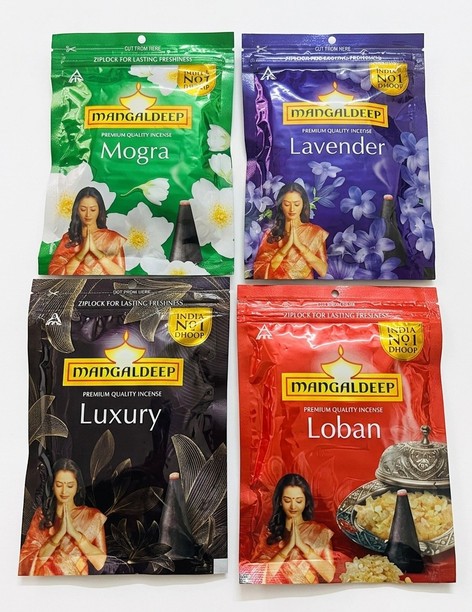 CUT FROM HERE
ZIPLOCK FOR LASTING FRESHNESS
INDIA'S
No1
DHOOP
MANGALDEEP
PREMIUM QUALITY INCENSE
Mogra
CUT FROM HERE
ZIPLOCK FOR LASTING FRESHNESS
INDIA'S
No1
DHOOP
MANGALDEEP
PREMIUM QUALITY INCENSE
Lavender
CUT FROM HERE
ZIPLOCK FOR LASTING FRESHNESS
INDIA'S
No1
DHOOP
MANGALDEEP
PREMIUM QUALITY INCENSE
Luxury
CUT FROM HERE
ZIPLOCK FOR LASTING FRESHNESS
INDIA'S
No1
DHOOP
MANGALDEEP
PREMIUM QUALITY INCENSE
Loban